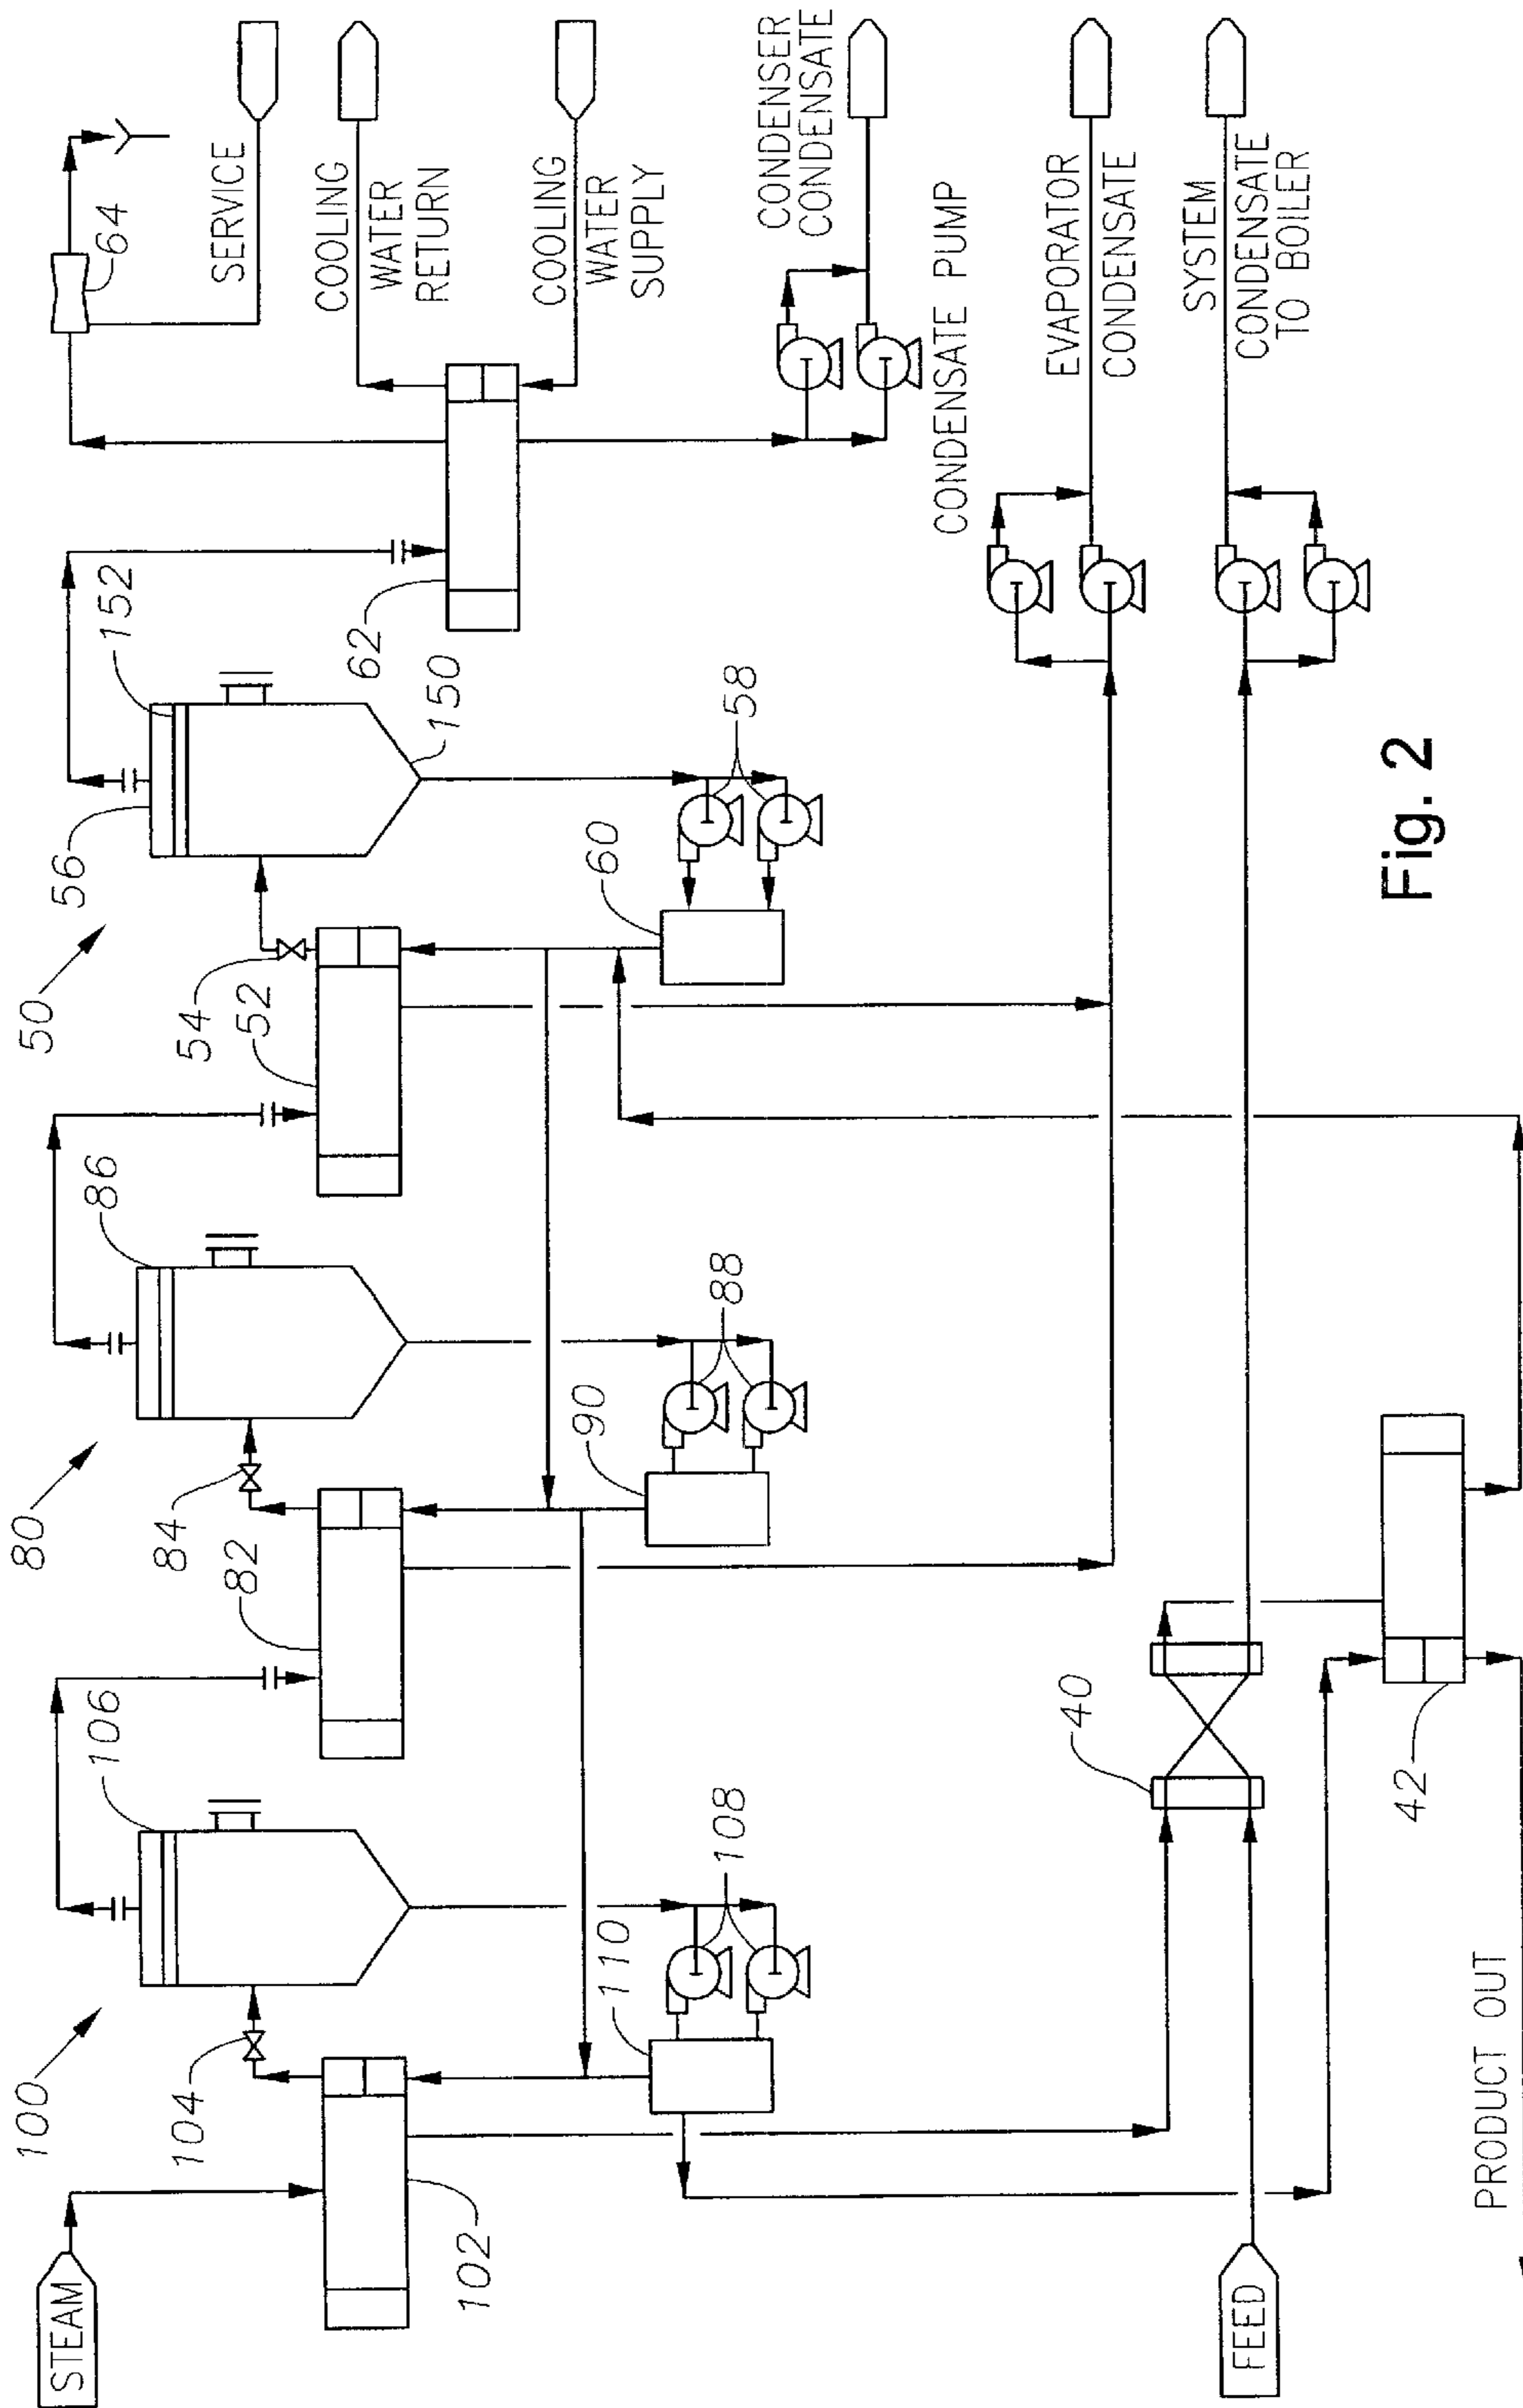 STEAM
100
104
106
102
110
108
80
84
86
82
90
88
50
54
56
152
52
60
58
150
62
64
SERVICE
COOLING
WATER
RETURN
COOLING
WATER
SUPPLY
CONDENSER
CONDENSATE
CONDENSATE PUMP
EVAPORATOR
CONDENSATE
SYSTEM
CONDENSATE
TO BOILER
FEED
40
42
PRODUCT OUT
Fig. 2